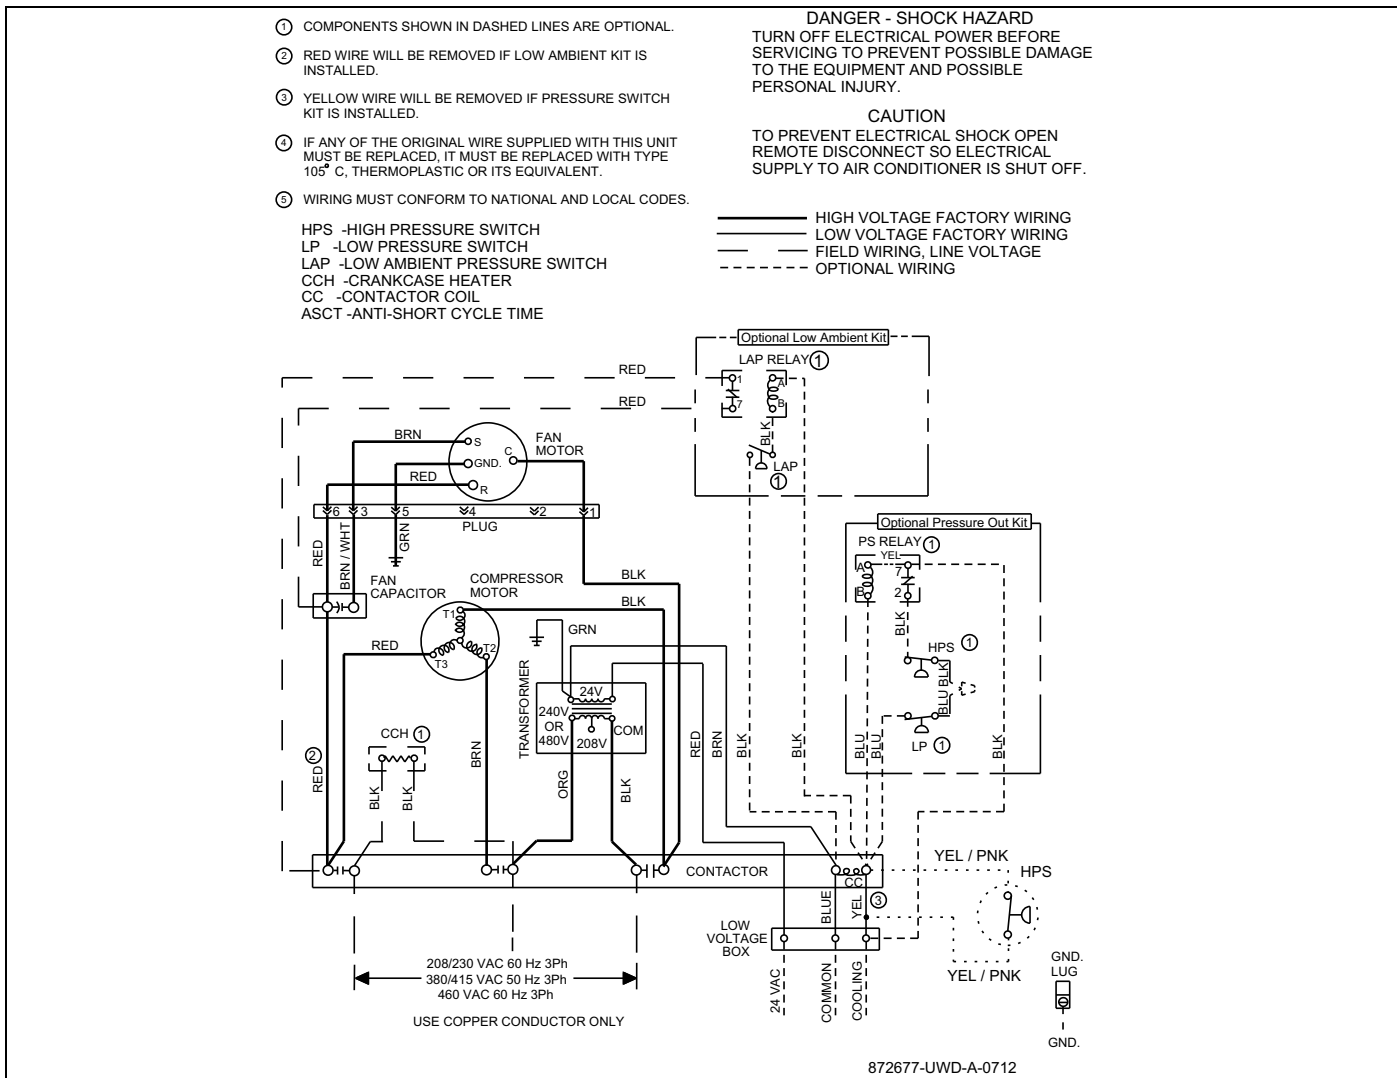 ① COMPONENTS SHOWN IN DASHED LINES ARE OPTIONAL.
② RED WIRE WILL BE REMOVED IF LOW AMBIENT KIT IS
INSTALLED.
③ YELLOW WIRE WILL BE REMOVED IF PRESSURE SWITCH
KIT IS INSTALLED.
④ IF ANY OF THE ORIGINAL WIRE SUPPLIED WITH THIS UNIT
MUST BE REPLACED, IT MUST BE REPLACED WITH TYPE
105° C, THERMOPLASTIC OR ITS EQUIVALENT.
⑤ WIRING MUST CONFORM TO NATIONAL AND LOCAL CODES.
HPS -HIGH PRESSURE SWITCH
LP -LOW PRESSURE SWITCH
LAP -LOW AMBIENT PRESSURE SWITCH
CCH -CRANKCASE HEATER
CC -CONTACTOR COIL
ASCT -ANTI-SHORT CYCLE TIME
DANGER - SHOCK HAZARD
TURN OFF ELECTRICAL POWER BEFORE
SERVICING TO PREVENT POSSIBLE DAMAGE
TO THE EQUIPMENT AND POSSIBLE
PERSONAL INJURY.
CAUTION
TO PREVENT ELECTRICAL SHOCK OPEN
REMOTE DISCONNECT SO ELECTRICAL
SUPPLY TO AIR CONDITIONER IS SHUT OFF.
HIGH VOLTAGE FACTORY WIRING
LOW VOLTAGE FACTORY WIRING
FIELD WIRING, LINE VOLTAGE
OPTIONAL WIRING
Optional Low Ambient Kit
LAP RELAY ①
RED
1
A
7
B
RED
BLK
LAP
①
BRN
S
FAN
MOTOR
C
GND.
RED
R
6
3
5
4
2
1
PLUG
RED
BRN / WHT
GRN
FAN
CAPACITOR
COMPRESSOR
MOTOR
BLK
BLK
T1
T2
T3
RED
GRN
TRANSFORMER
24V
240V
OR
480V
COM
208V
Optional Pressure Out Kit
PS RELAY ①
YEL
A
7
B
2
BLK
HPS ①
BLK
BLU
LP ①
CCH ①
②
RED
BLK
BLK
BRN
ORG
BLK
RED
BRN
BLK
BLK
BLU
BLU
BLK
CONTACTOR
CC
YEL / PNK
HPS
BLUE
YEL
③
LOW
VOLTAGE
BOX
YEL / PNK
24 VAC
COMMON
COOLING
GND.
LUG
GND.
208/230 VAC 60 Hz 3Ph
380/415 VAC 50 Hz 3Ph
460 VAC 60 Hz 3Ph
USE COPPER CONDUCTOR ONLY
872677-UWD-A-0712